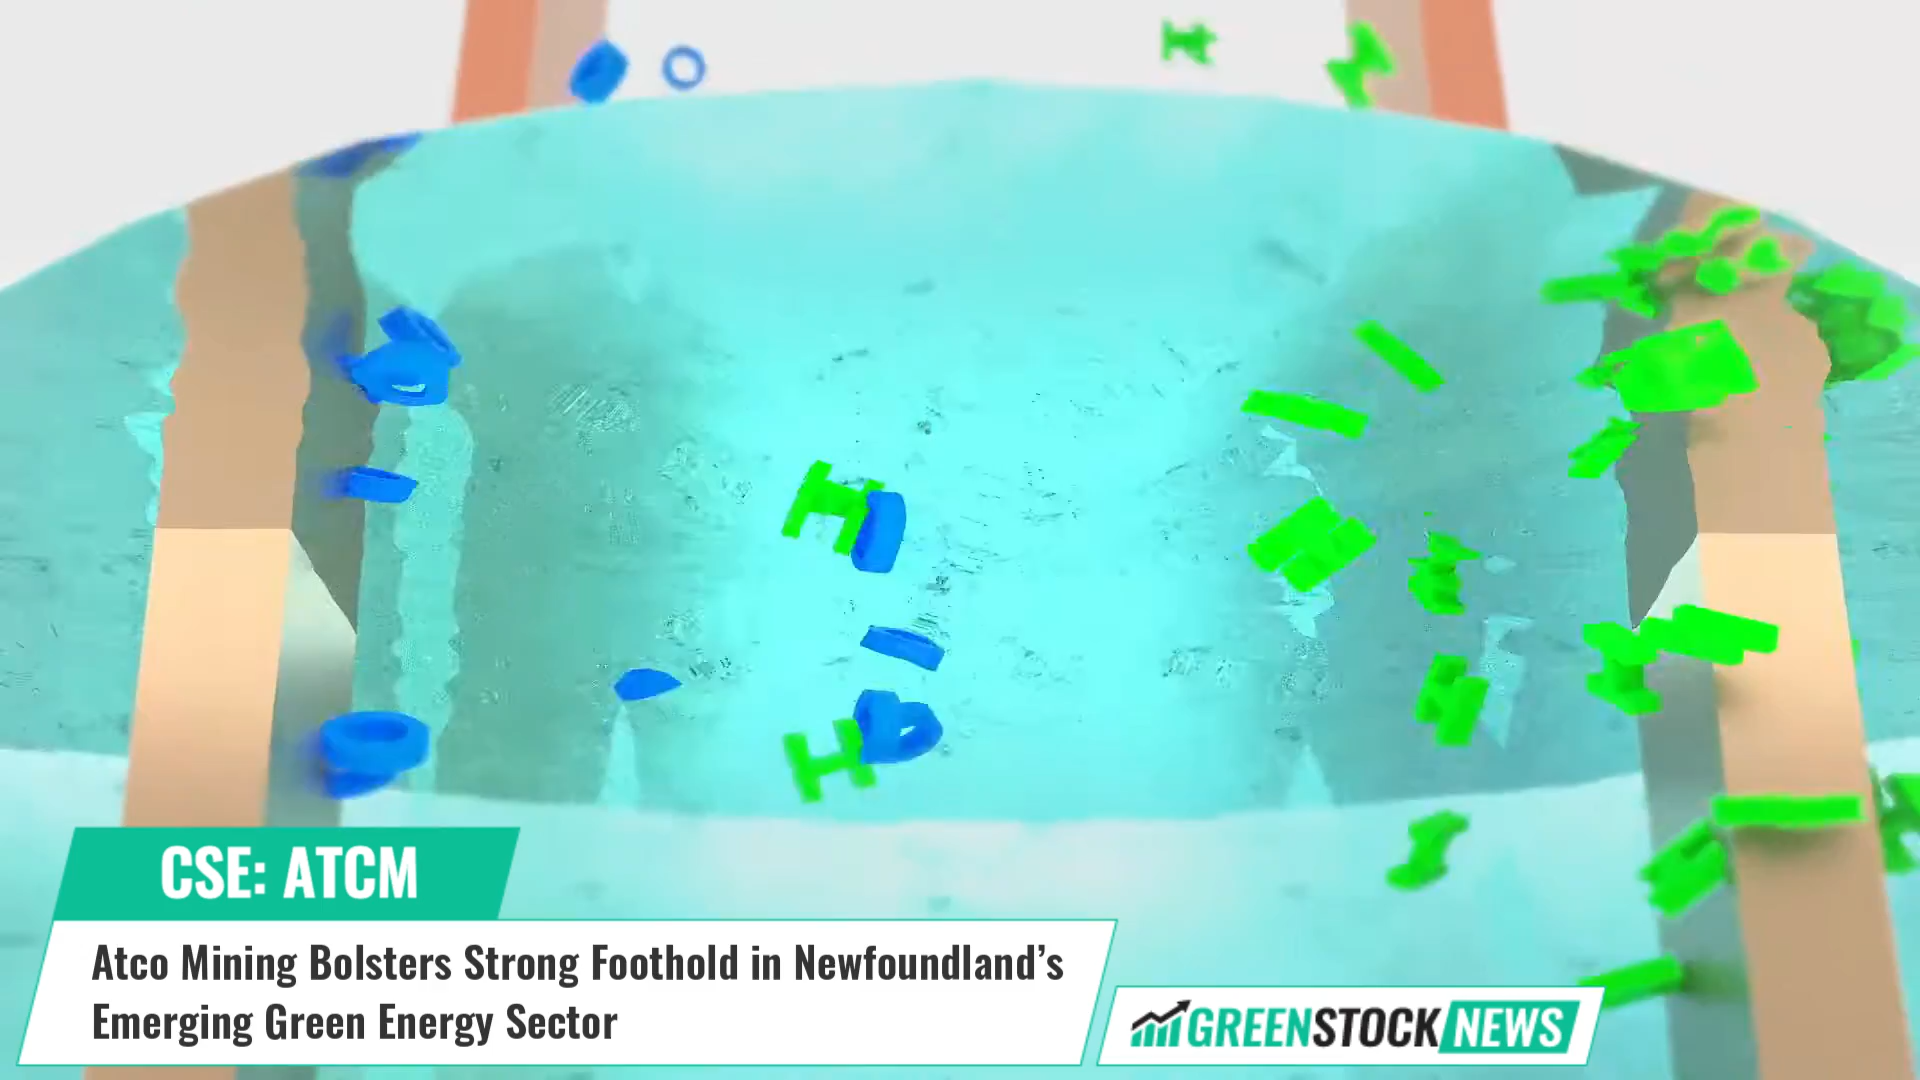 CSE: ATCM
Atco Mining Bolsters Strong Foothold in Newfoundland’s
Emerging Green Energy Sector
GREENSTOCK NEWS